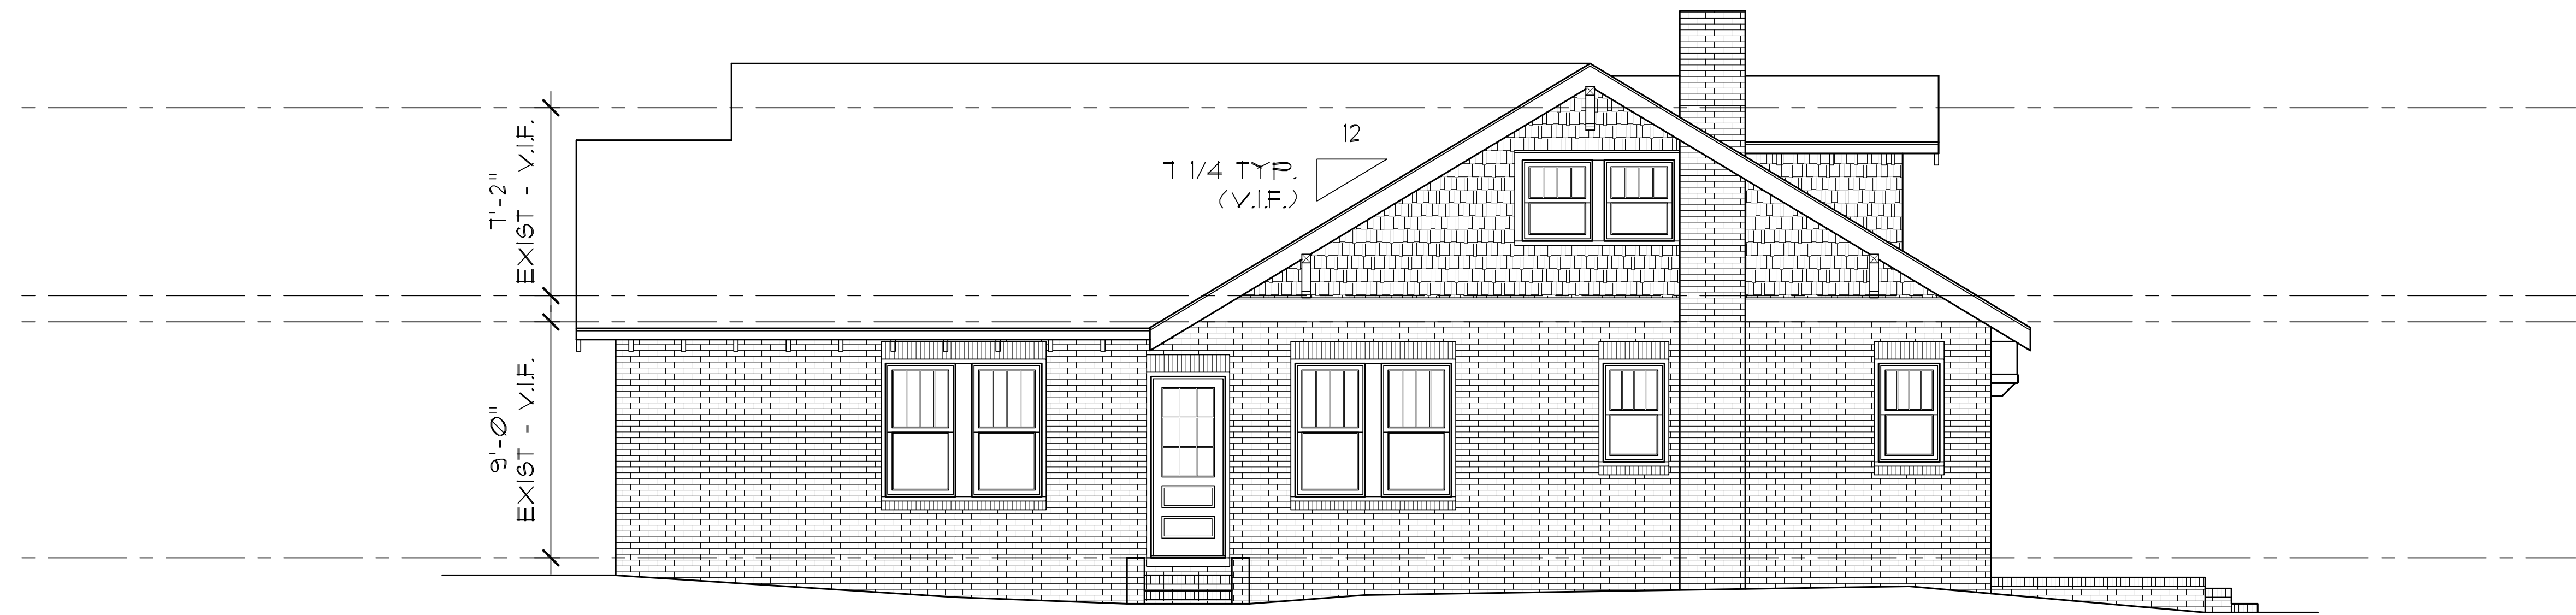 7'-2"
EXIST - V.I.F.
9'-0"
EXIST - V.I.F.
12
7 1/4 TYP.
(V.I.F.)